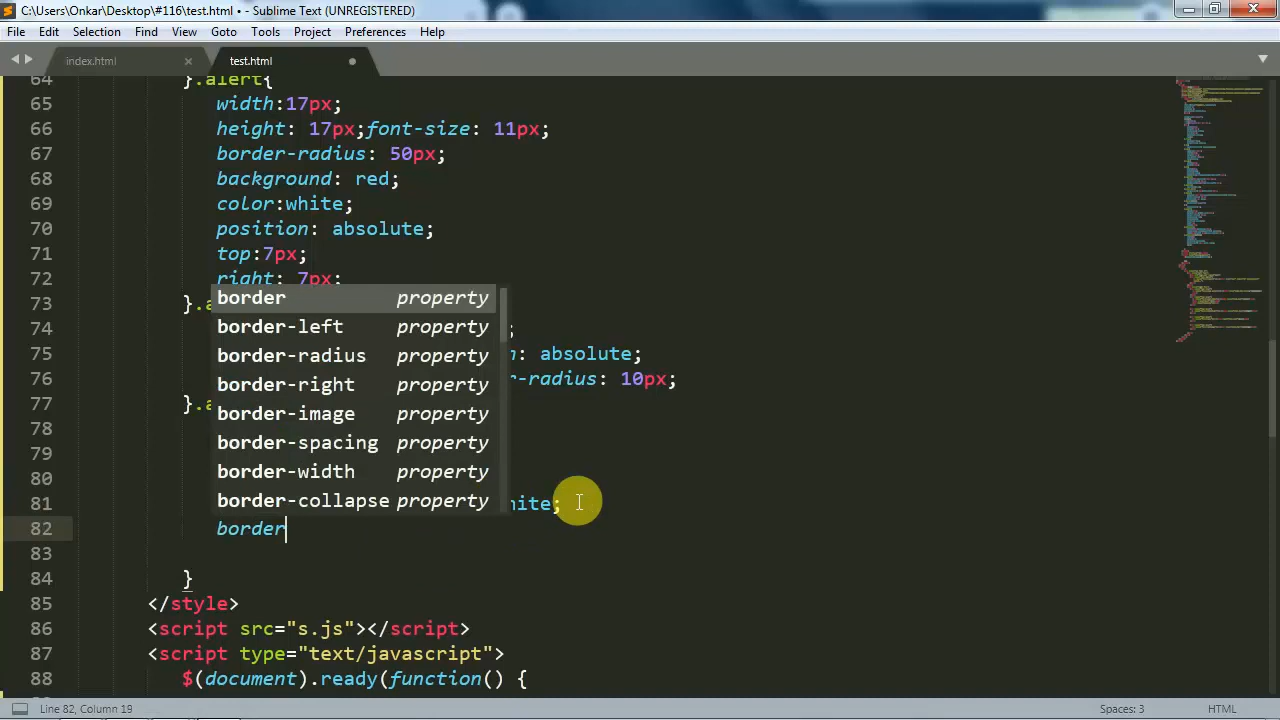 C:\Users\Onkar\Desktop\#116\test.html • - Sublime Text (UNREGISTERED)
File Edit Selection Find View Goto Tools Project Preferences Help
index.html × test.html
64 }.alert{
65 width:17px;
66 height: 17px;font-size: 11px;
67 border-radius: 50px;
68 background: red;
69 color:white;
70 position: absolute;
71 top:7px;
72 right: 7px;
73 }.a
74 ;
75 n: absolute;
76 r-radius: 10px;
77 }.a
78
79
80
81 hite;
82 border
83
84 }
85 </style>
86 <script src="s.js"></script>
87 <script type="text/javascript">
88 $(document).ready(function() {
border property
border-left property
border-radius property
border-right property
border-image property
border-spacing property
border-width property
border-collapse property
Line 82, Column 19 Spaces: 3 HTML